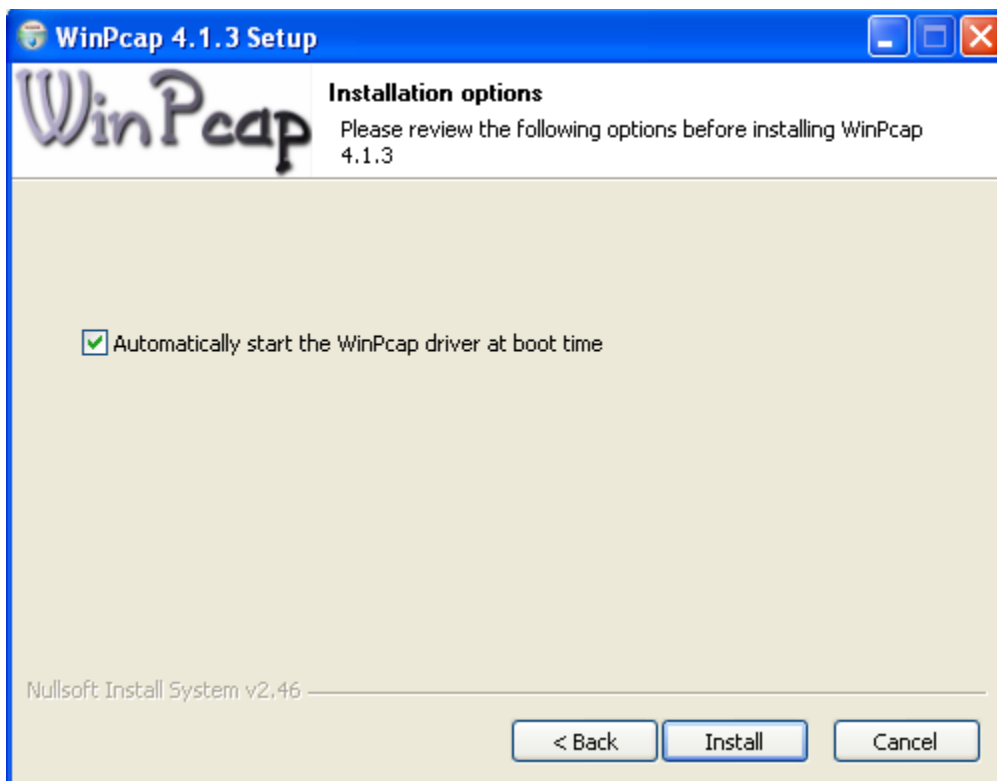 WinPcap 4.1.3 Setup
WinPcap
Installation options
Please review the following options before installing WinPcap
4.1.3
Automatically start the WinPcap driver at boot time
Nullsoft Install System v2.46
< Back
Install
Cancel